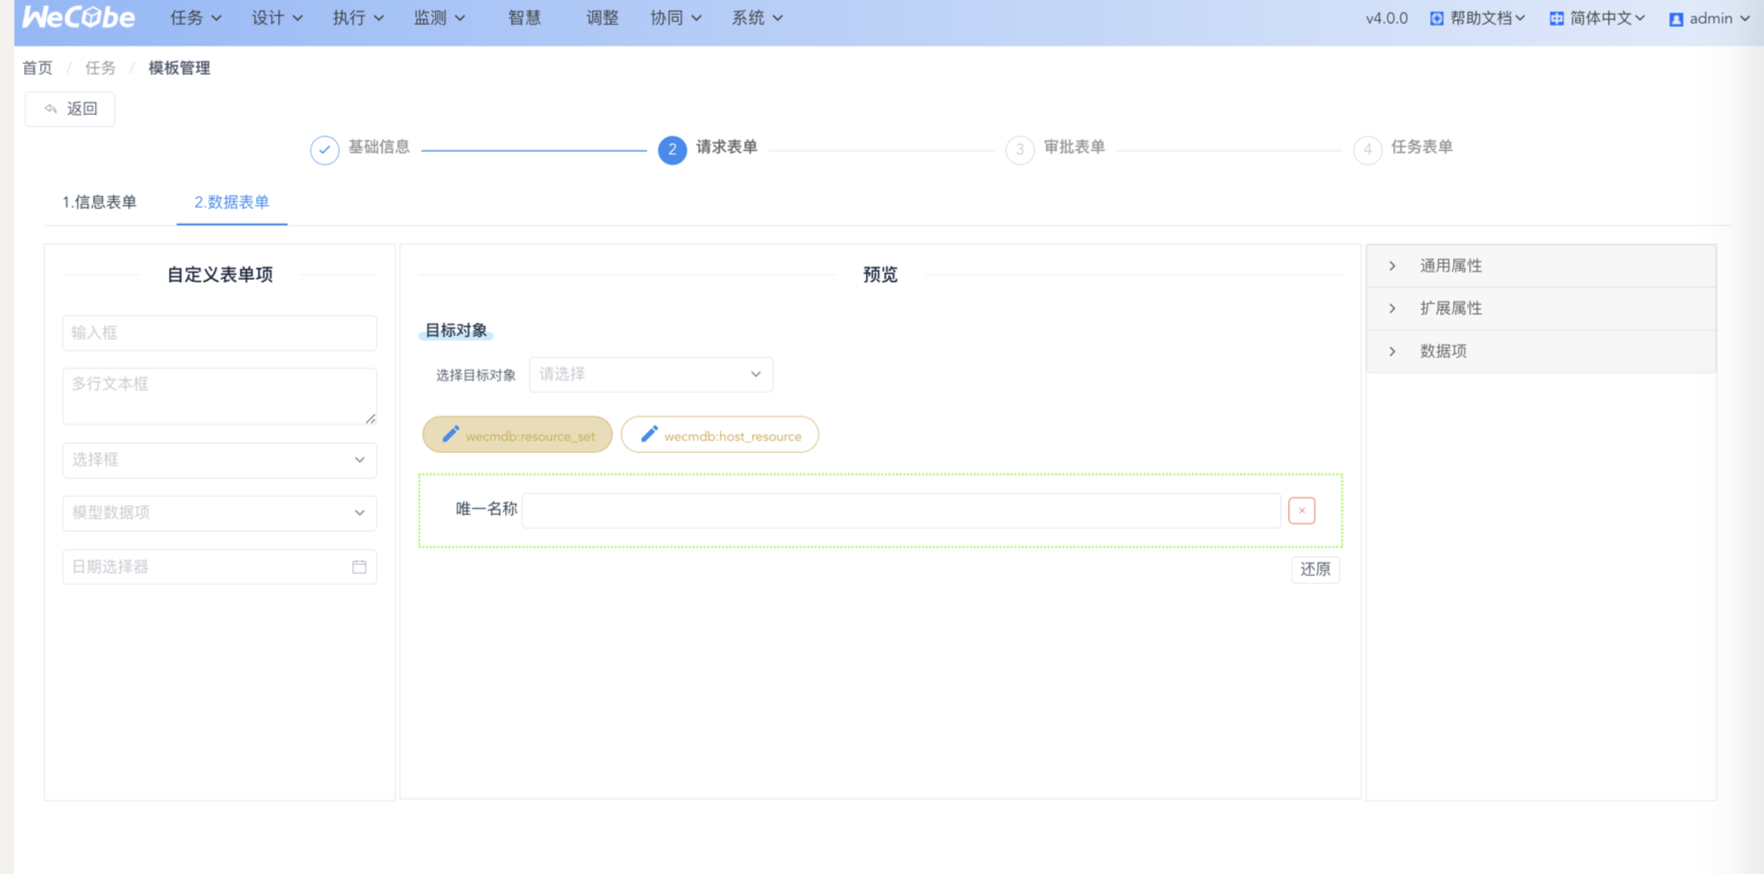 WeCube 任务 设计 执行 监测 智慧 调整 协同 系统 v4.0.0 帮助文档 简体中文 admin
首页 / 任务 / 模板管理
返回
基础信息 2 请求表单 3 审批表单 4 任务表单
1.信息表单 2.数据表单
自定义表单项
输入框
多行文本框
选择框
模型数据项
日期选择器
预览
目标对象
选择目标对象 请选择
wecmdb:resource_set wecmdb:host_resource
唯一名称
还原
通用属性
扩展属性
数据项